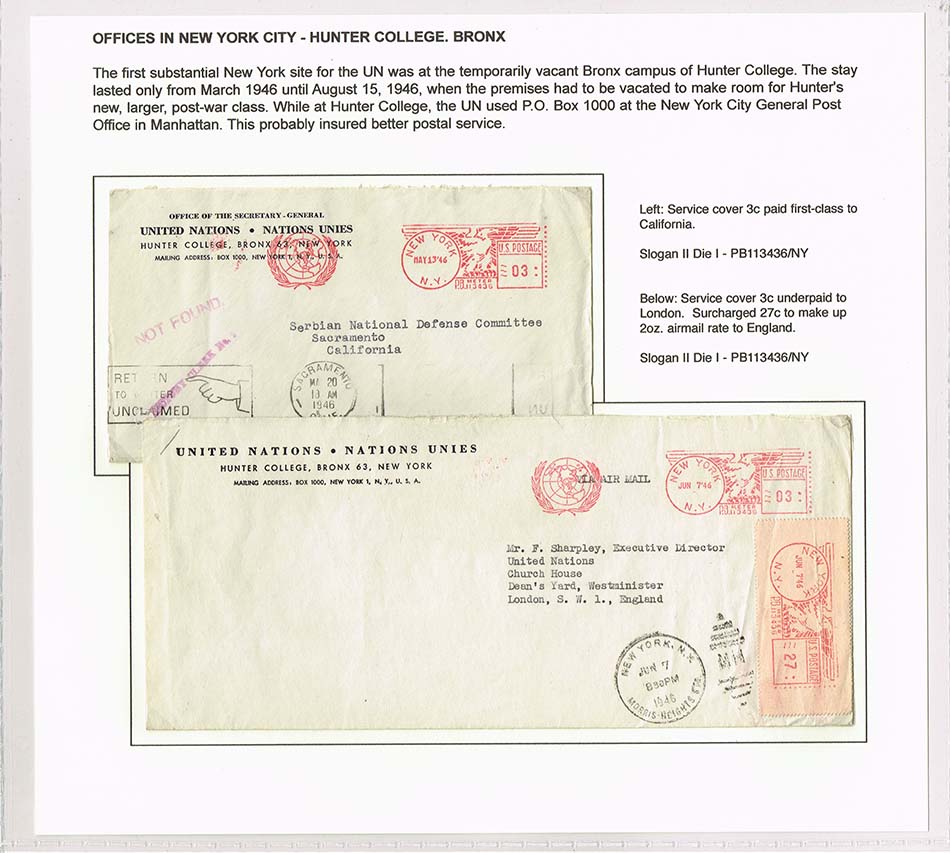 OFFICES IN NEW YORK CITY - HUNTER COLLEGE. BRONX
The first substantial New York site for the UN was at the temporarily vacant Bronx campus of Hunter College. The stay
lasted only from March 1946 until August 15, 1946, when the premises had to be vacated to make room for Hunter's
new, larger, post-war class. While at Hunter College, the UN used P.O. Box 1000 at the New York City General Post
Office in Manhattan. This probably insured better postal service.
OFFICE OF THE SECRETARY-GENERAL
UNITED NATIONS • NATIONS UNIES
HUNTER COLLEGE, BRONX 63, NEW YORK
MAILING ADDRESS: BOX 1000, NEW YORK 1, N. Y., U. S. A.
NEW YORK
MAY 13'46
N.Y.
U.S. POSTAGE
03
P.B. METER
113436
NOT FOUND.
Serbian National Defense Committee
Sacramento
California
TO
UNCLAIMED
SACRAMENTO
MA 20
1946
Left: Service cover 3c paid first-class to
California.
Slogan II Die I - PB113436/NY
Below: Service cover 3c underpaid to
London. Surcharged 27c to make up
2oz. airmail rate to England.
Slogan II Die I - PB113436/NY
UNITED NATIONS • NATIONS UNIES
HUNTER COLLEGE, BRONX 63, NEW YORK
MAILING ADDRESS: BOX 1000, NEW YORK 1, N. Y., U. S. A.
VIA AIR MAIL
NEW YORK
JUN 7'46
N.Y.
U.S. POSTAGE
03
P.B. METER
113436
Mr. F. Sharpley, Executive Director
United Nations
Church House
Dean's Yard, Westminister
London, S. W. 1., England
NEW YORK
JUN 7'46
N.Y.
P.B. METER
113436
U.S. POSTAGE
27
NEW YORK, N.Y.
JUN 7
8 30 PM
1946
MORRIS HEIGHTS STA.